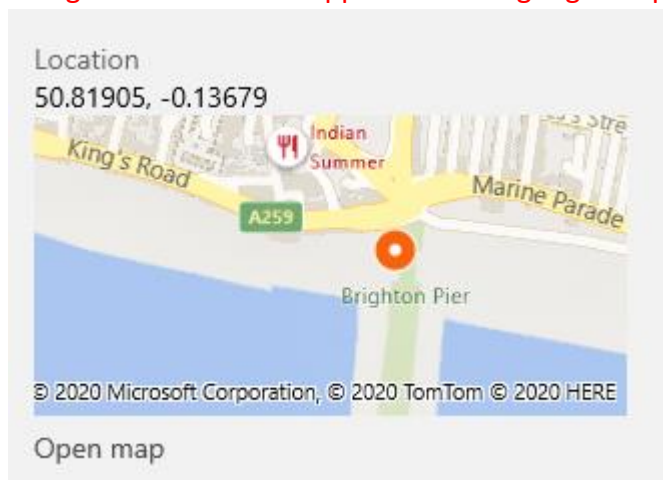 Location
50.81905, -0.13679
Indian
Summer
King's Road
Marine Parade
A259
Brighton Pier
© 2020 Microsoft Corporation, © 2020 TomTom © 2020 HERE
Open map